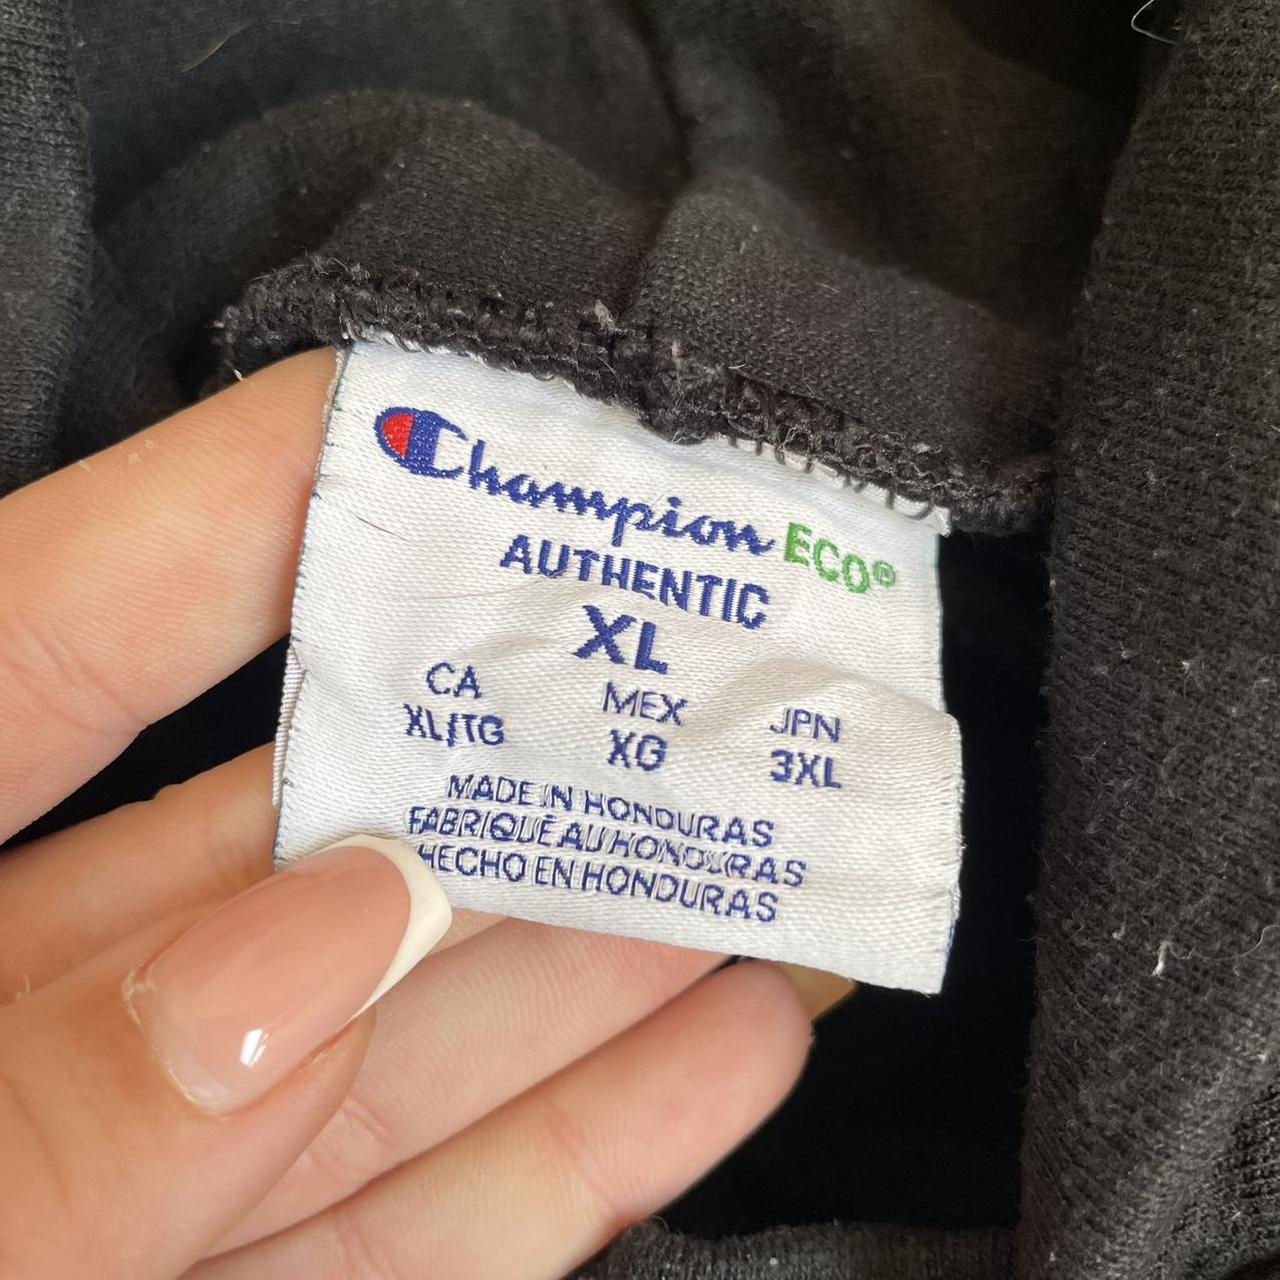 Champion ECO®
AUTHENTIC
XL
CA MEX JPN
XL/TG XG 3XL
MADE IN HONDURAS
FABRIQUÉ AU HONDURAS
HECHO EN HONDURAS